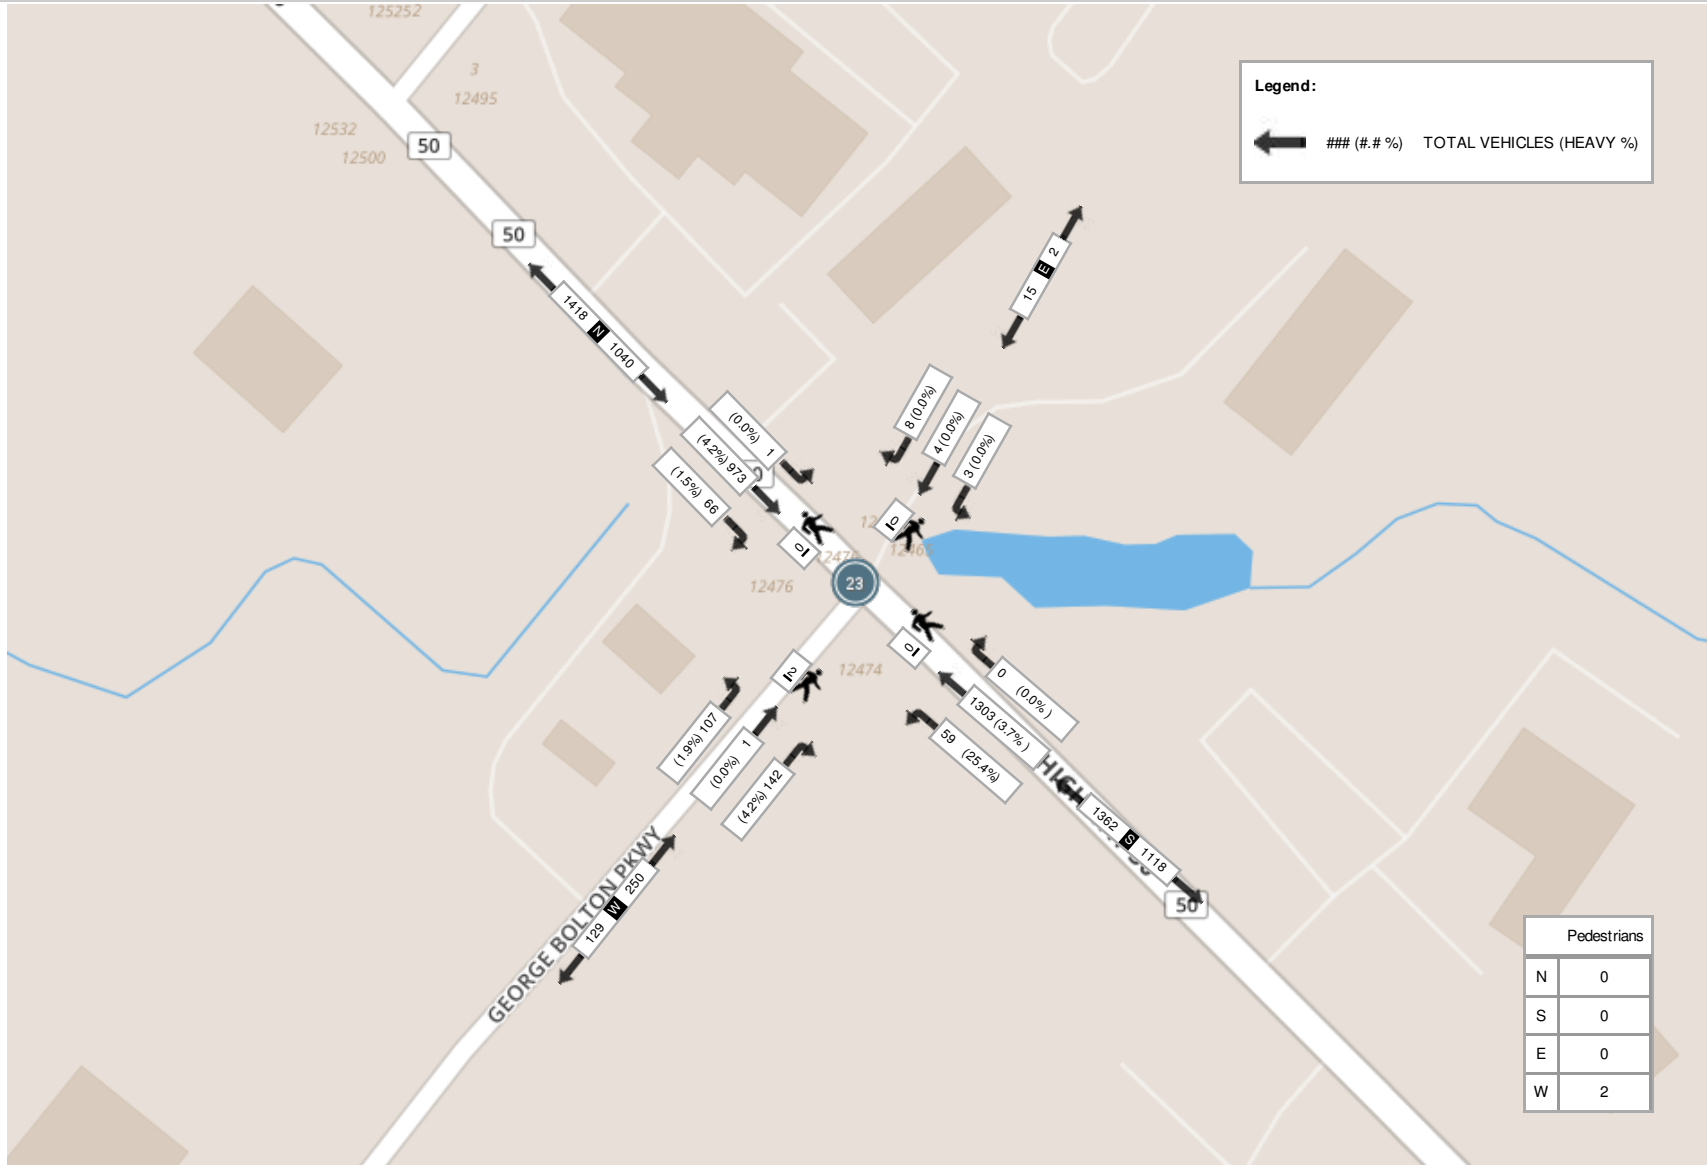 125252
3
12495
12532
12500
50
50
Legend:
### (#.# %) TOTAL VEHICLES (HEAVY %)
15 E 2
1418 N 1040
(0.0%) 1
(4.2%) 973
(1.5%) 66
8 (0.0%)
4 (0.0%)
3 (0.0%)
0
0
12476
23
12474
0
2
0 (0.0% )
1303 (3.7% )
59 (25.4%)
(1.9%) 107
(0.0%) 1
(4.2%) 142
1362 S 1118
50
129 W 250
GEORGE BOLTON PKWY
Pedestrians
N 0
S 0
E 0
W 2